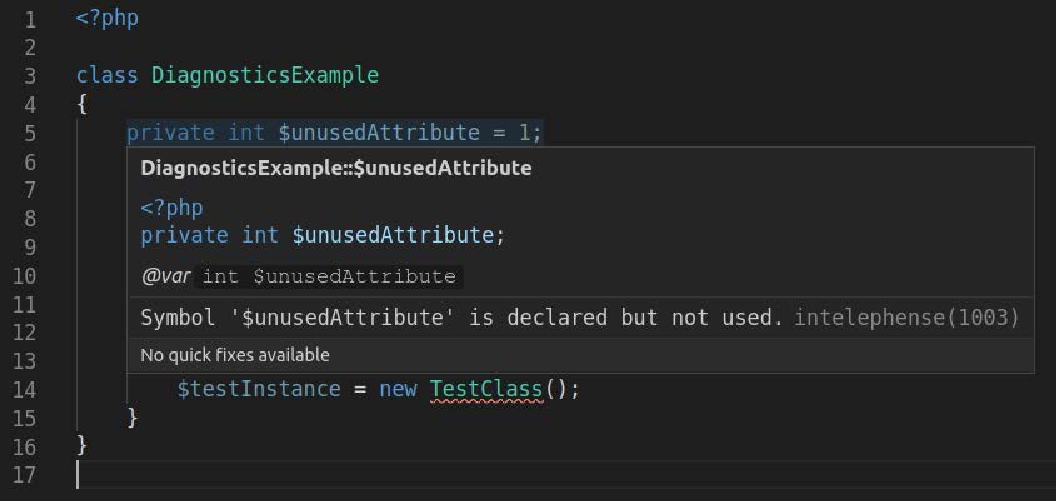 1 <?php
2
3 class DiagnosticsExample
4 {
5 private int $unusedAttribute = 1;
6 DiagnosticsExample::$unusedAttribute
7
8 <?php
9 private int $unusedAttribute;
10 @var int $unusedAttribute
11
12 Symbol '$unusedAttribute' is declared but not used. intelephense(1003)
13 No quick fixes available
14 $testInstance = new TestClass();
15 }
16 }
17